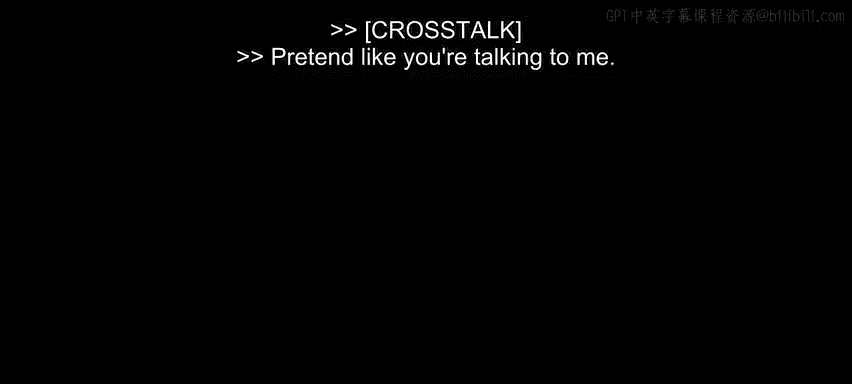 GPT中英字幕课程资源@bilibili.com
>> [CROSSTALK]
>> Pretend like you're talking to me.